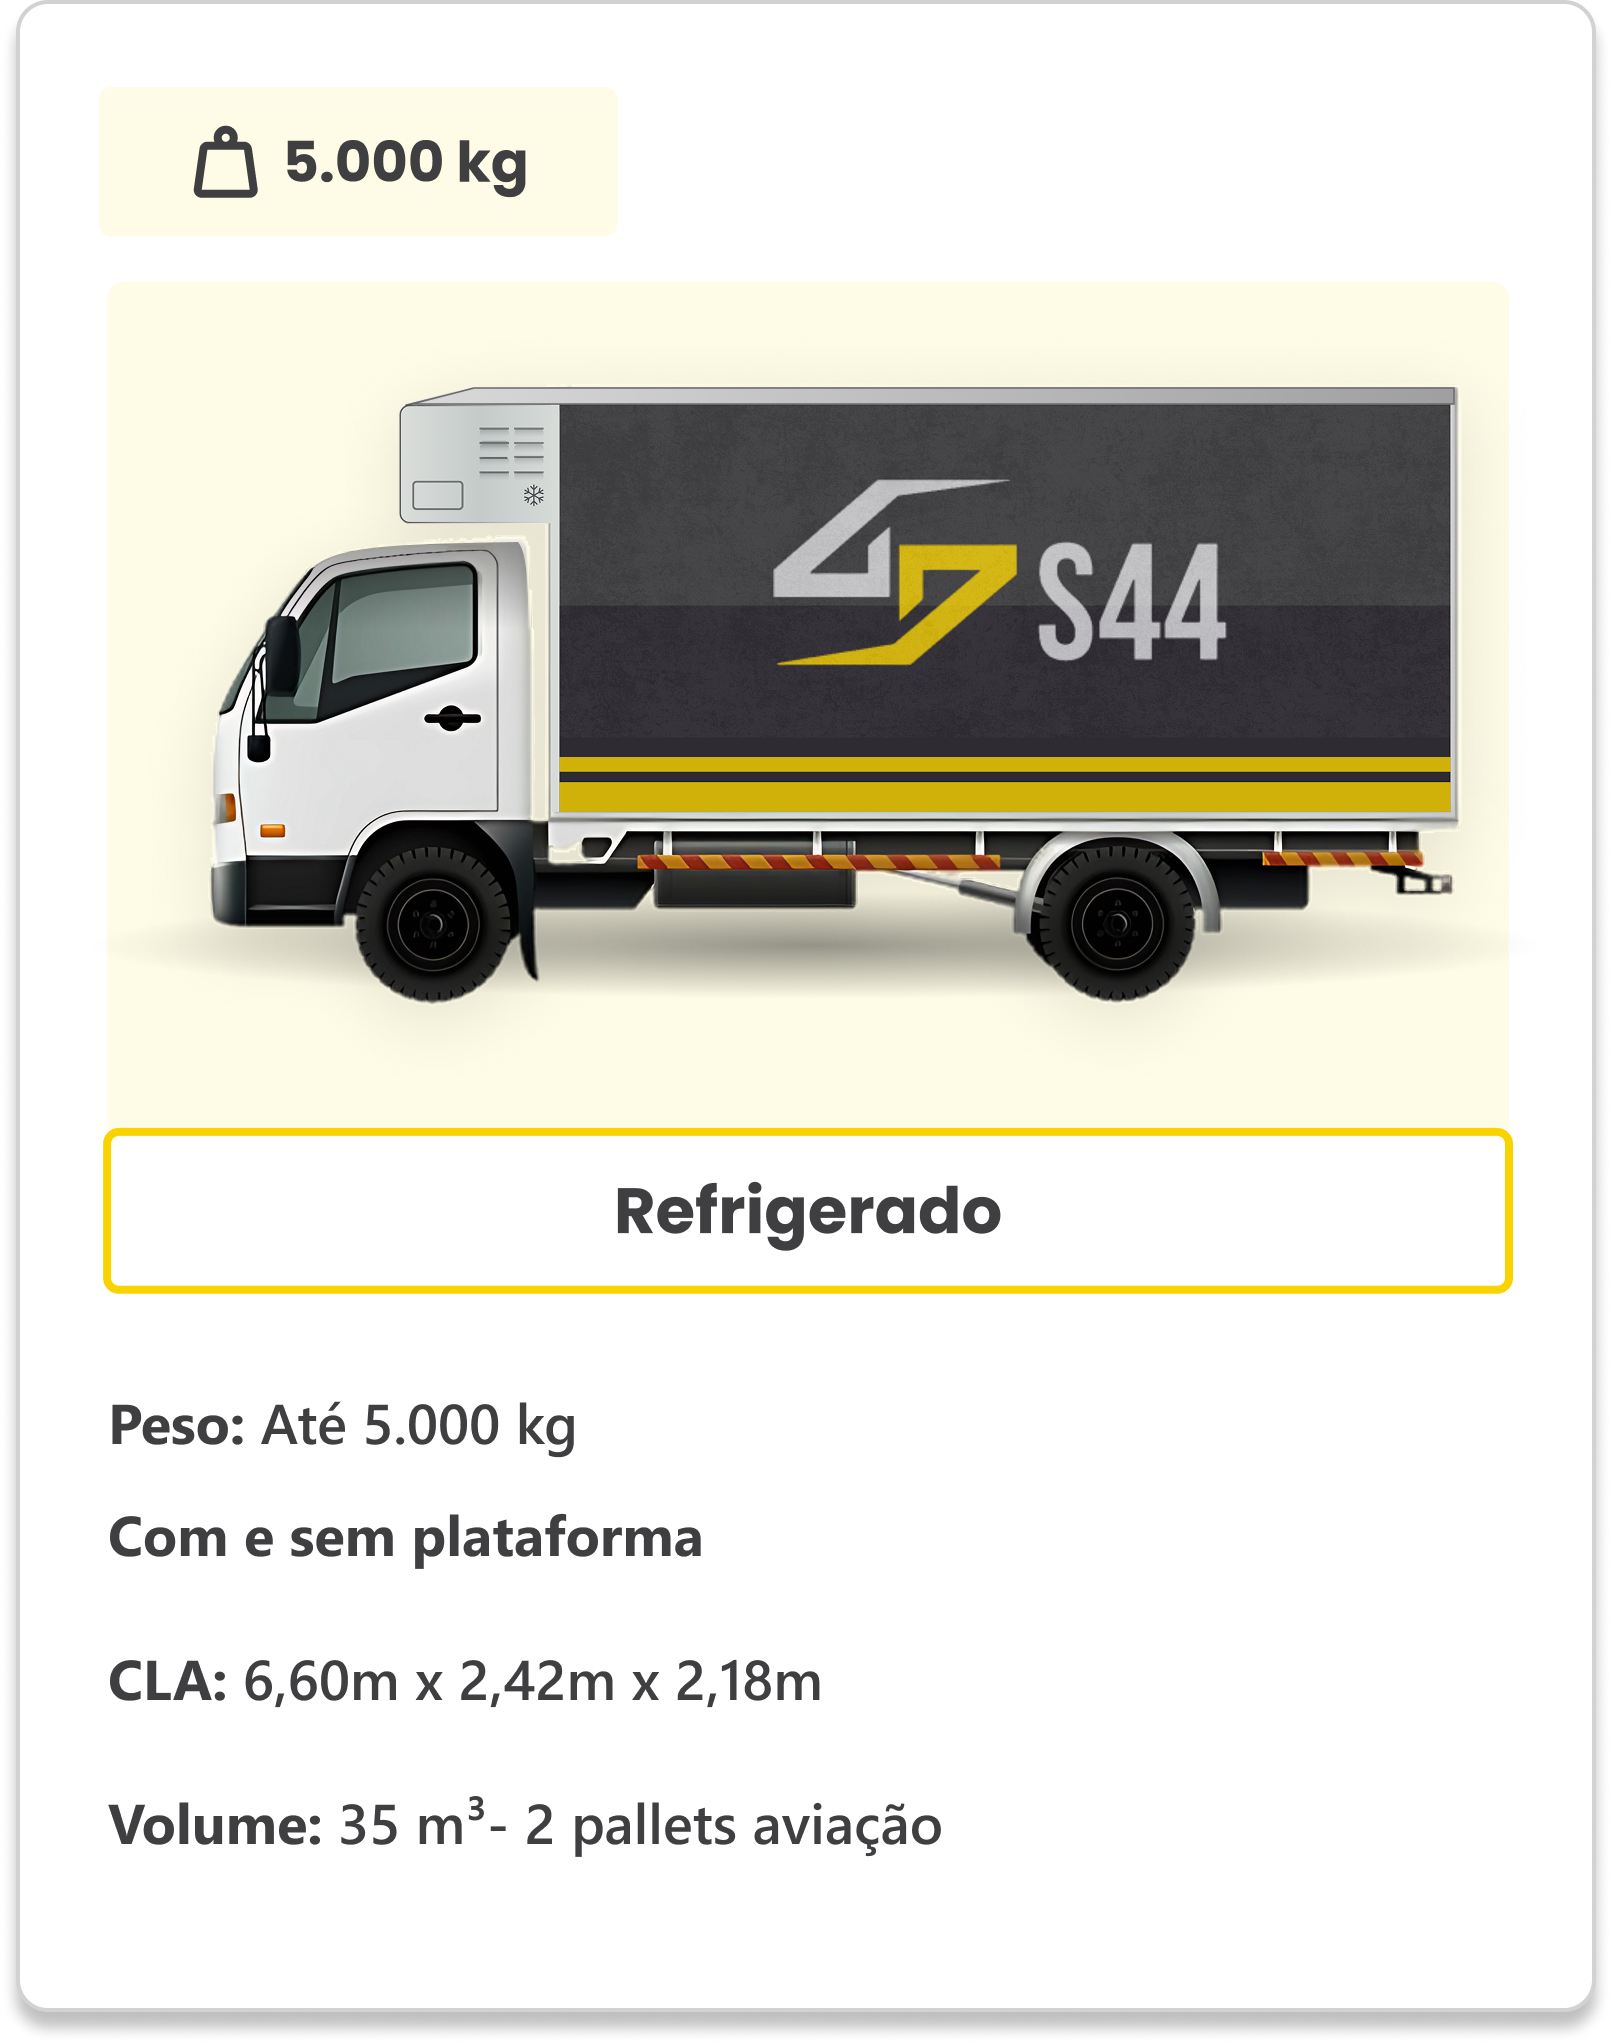 5.000 kg
S44
Refrigerado
Peso: Até 5.000 kg
Com e sem plataforma
CLA: 6,60m x 2,42m x 2,18m
Volume: 35 m³- 2 pallets aviação